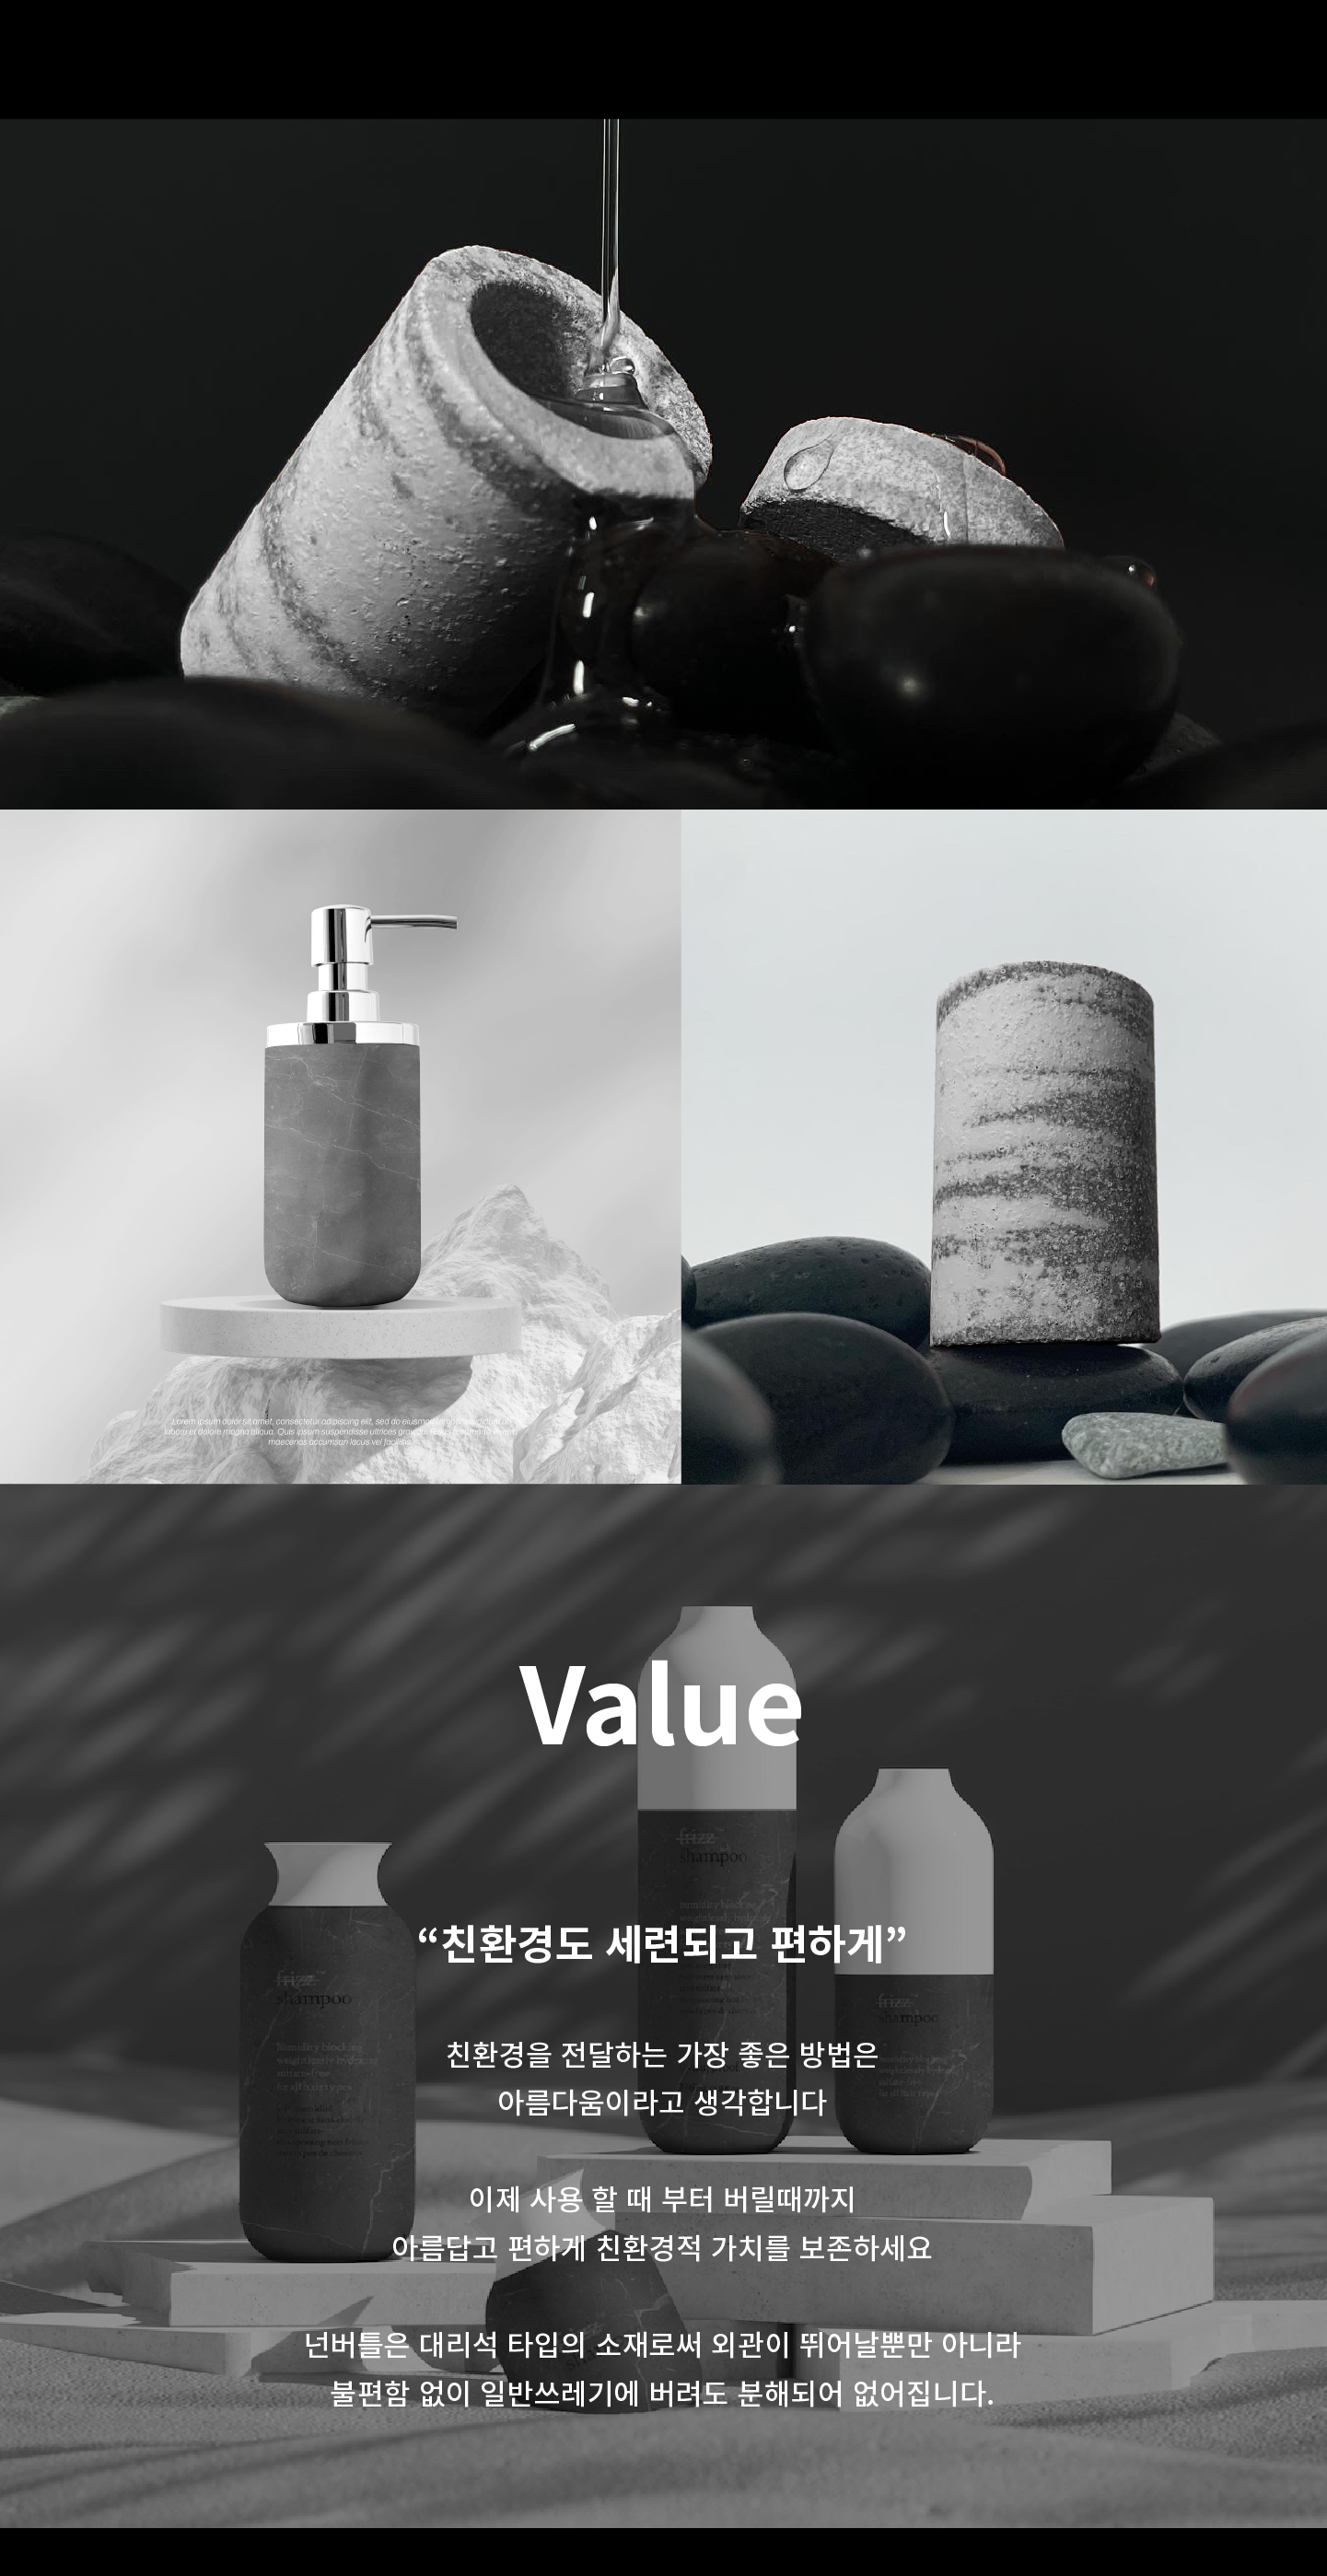 Lorem ipsum dolor sit amet, consectetur adipiscing elit, sed do eiusmod
labore et dolore magna aliqua. Quis ipsum suspendisse ultrices
maecenas accumsan lacus vel facilisis
Value
frizz
shampoo
“친환경도 세련되고 편하게”
frizz
shampoo
frizz
shampoo
humidity blocking
for all hair types
친환경을 전달하는 가장 좋은 방법은
아름다움이라고 생각합니다
이제 사용 할 때 부터 버릴때까지
아름답고 편하게 친환경적 가치를 보존하세요
넌버틀은 대리석 타입의 소재로써 외관이 뛰어날뿐만 아니라
불편함 없이 일반쓰레기에 버려도 분해되어 없어집니다.